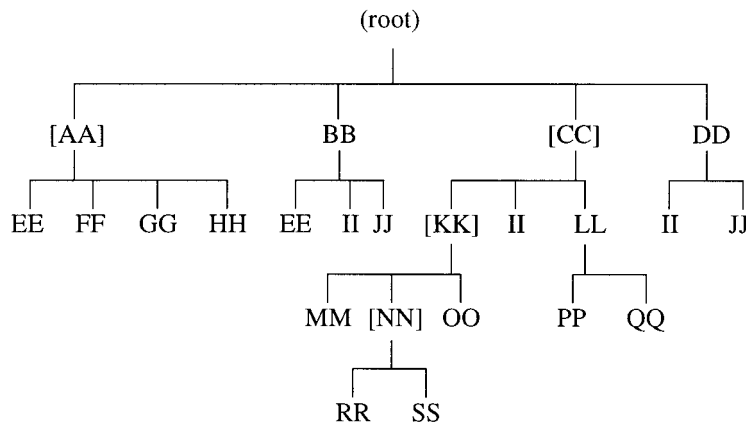 (root)
[AA] BB [CC] DD
EE FF GG HH EE II JJ [KK] II LL II JJ
MM [NN] OO PP QQ
RR SS